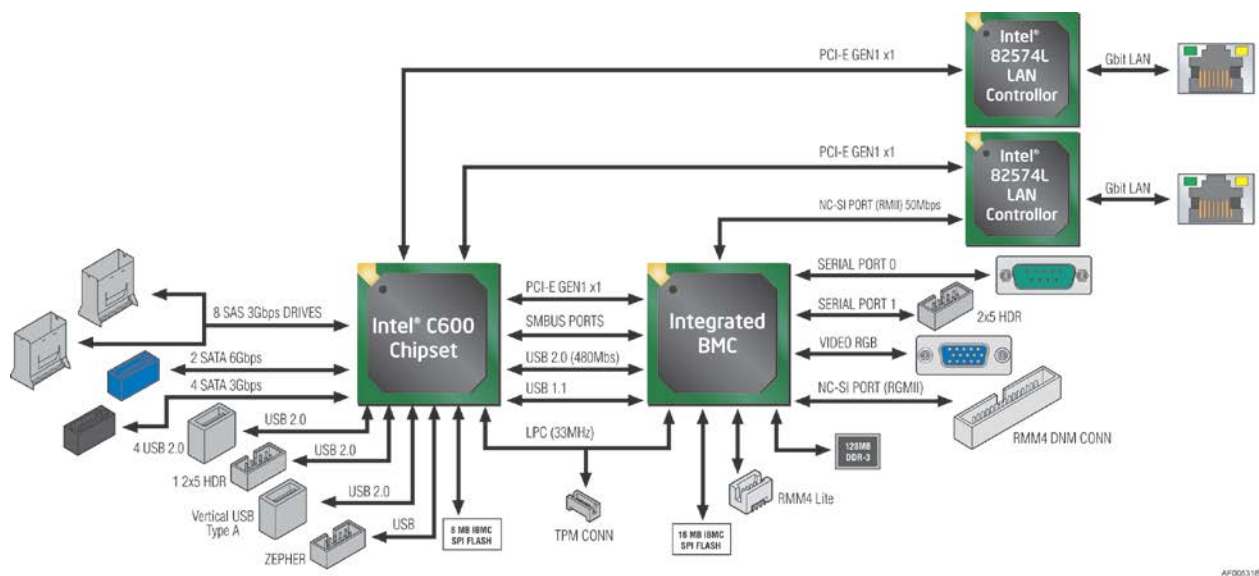 PCI-E GEN1 x1
Intel®
82574L
LAN
Controllor
Gbit LAN
PCI-E GEN1 x1
Intel®
82574L
LAN
Controllor
Gbit LAN
NC-SI PORT (RMII) 50Mbps
Intel® C600
Chipset
PCI-E GEN1 x1
SMBUS PORTS
USB 2.0 (480Mbs)
USB 1.1
LPC (33MHz)
Integrated
BMC
SERIAL PORT 0
SERIAL PORT 1
2x5 HDR
VIDEO RGB
NC-SI PORT (RGMII)
RMM4 DNM CONN
8 SAS 3Gbps DRIVES
2 SATA 6Gbps
4 SATA 3Gbps
USB 2.0
4 USB 2.0
USB 2.0
1 2x5 HDR
USB 2.0
Vertical USB
Type A
USB
ZEPHER
8 MB IBMC
SPI FLASH
TPM CONN
16 MB IBMC
SPI FLASH
RMM4 Lite
128MB
DDR-3